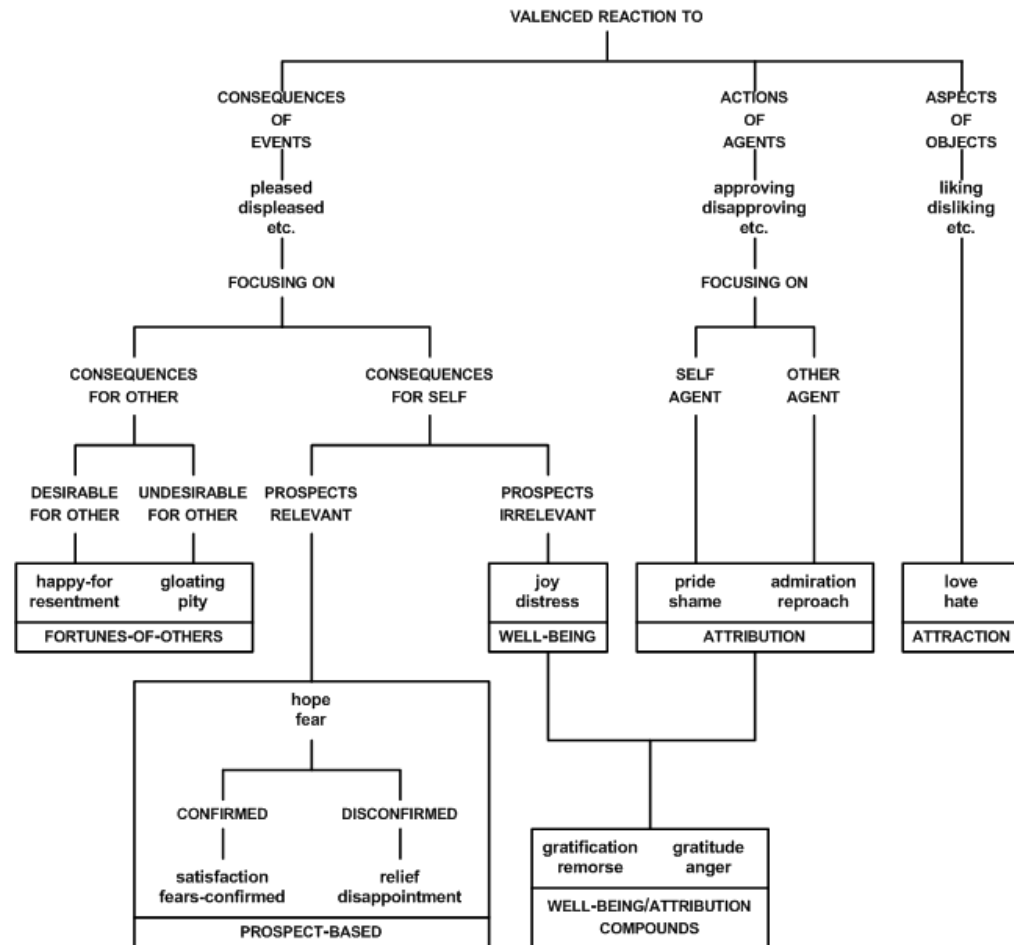 VALENCED REACTION TO
CONSEQUENCES
OF
EVENTS
ACTIONS
OF
AGENTS
ASPECTS
OF
OBJECTS
pleased
displeased
etc.
approving
disapproving
etc.
liking
disliking
etc.
FOCUSING ON
FOCUSING ON
CONSEQUENCES
FOR OTHER
CONSEQUENCES
FOR SELF
SELF
AGENT
OTHER
AGENT
DESIRABLE
FOR OTHER
UNDESIRABLE
FOR OTHER
PROSPECTS
RELEVANT
PROSPECTS
IRRELEVANT
happy-for
resentment
gloating
pity
FORTUNES-OF-OTHERS
joy
distress
WELL-BEING
pride
shame
admiration
reproach
ATTRIBUTION
love
hate
ATTRACTION
hope
fear
CONFIRMED
DISCONFIRMED
satisfaction
fears-confirmed
relief
disappointment
PROSPECT-BASED
gratification
remorse
gratitude
anger
WELL-BEING/ATTRIBUTION
COMPOUNDS